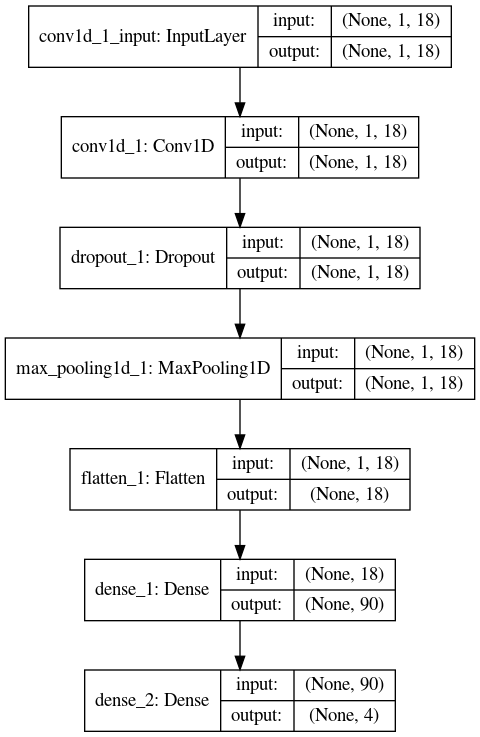 conv1d_1_input: InputLayer
input: (None, 1, 18)
output: (None, 1, 18)
conv1d_1: Conv1D
input: (None, 1, 18)
output: (None, 1, 18)
dropout_1: Dropout
input: (None, 1, 18)
output: (None, 1, 18)
max_pooling1d_1: MaxPooling1D
input: (None, 1, 18)
output: (None, 1, 18)
flatten_1: Flatten
input: (None, 1, 18)
output: (None, 18)
dense_1: Dense
input: (None, 18)
output: (None, 90)
dense_2: Dense
input: (None, 90)
output: (None, 4)